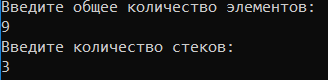 Введите общее количество элементов:
9
Введите количество стеков:
3